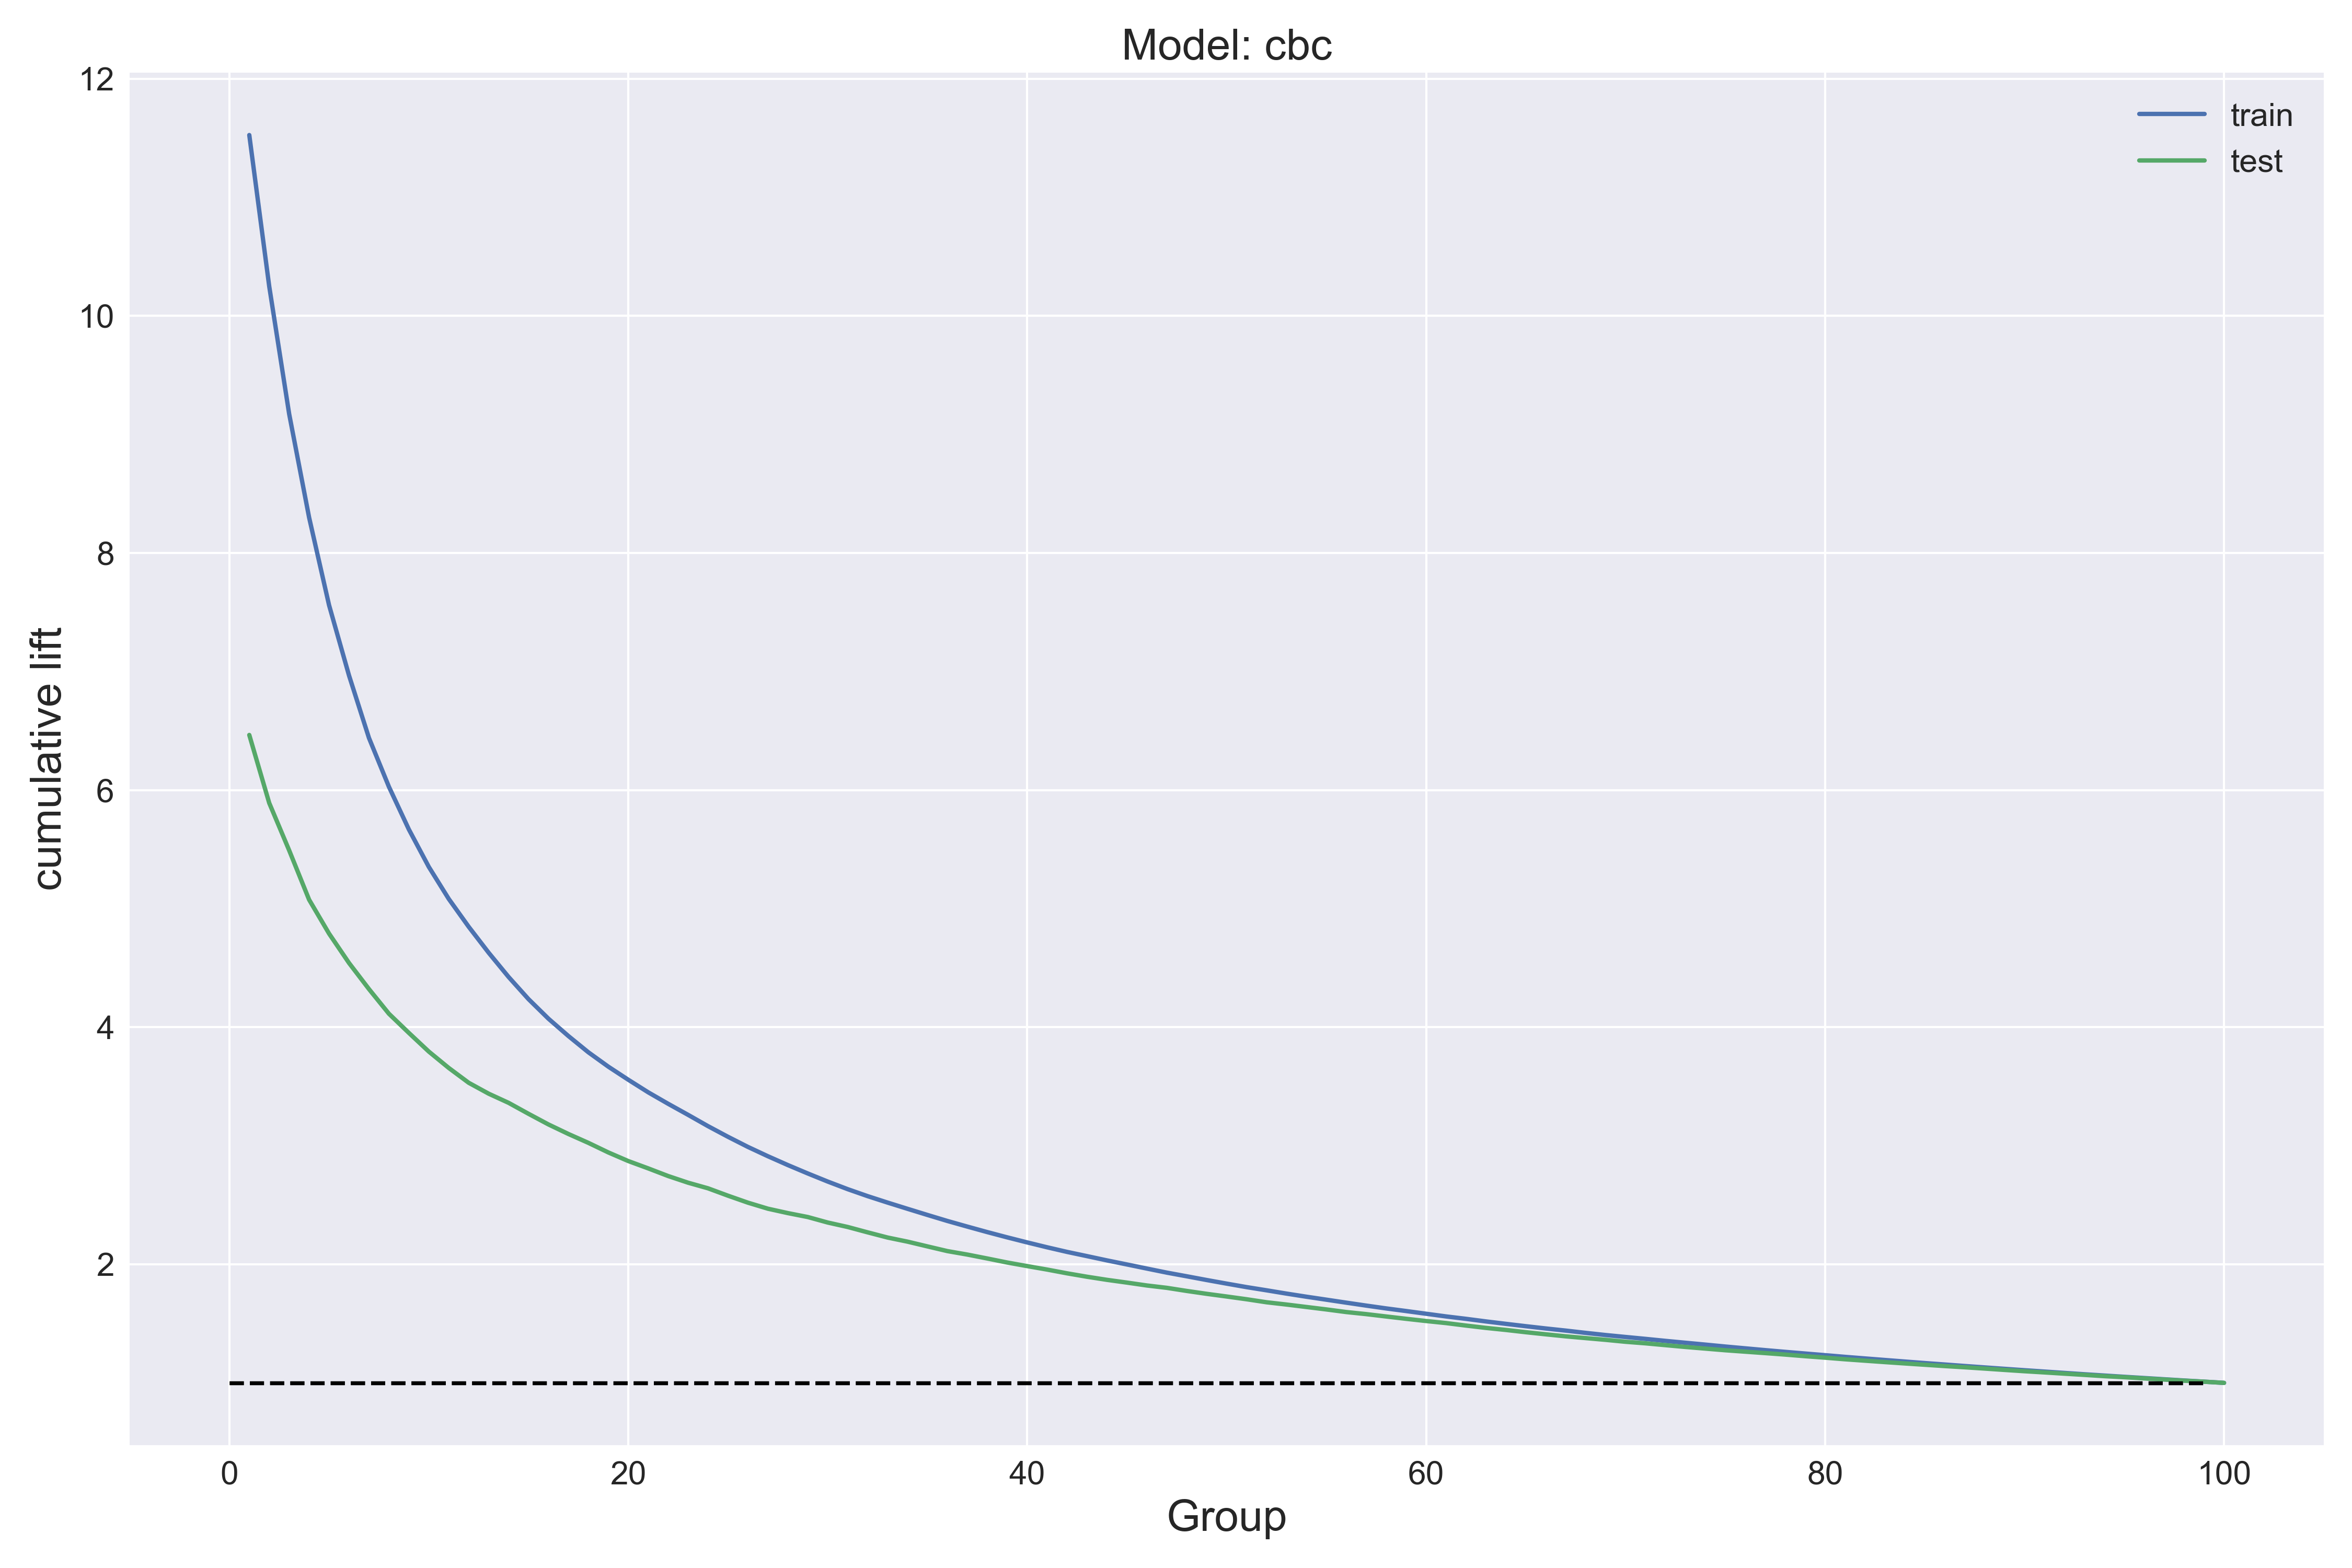 Model: cbc
12
10
8
6
4
2
cumulative lift
train
test
0 20 40 60 80 100
Group